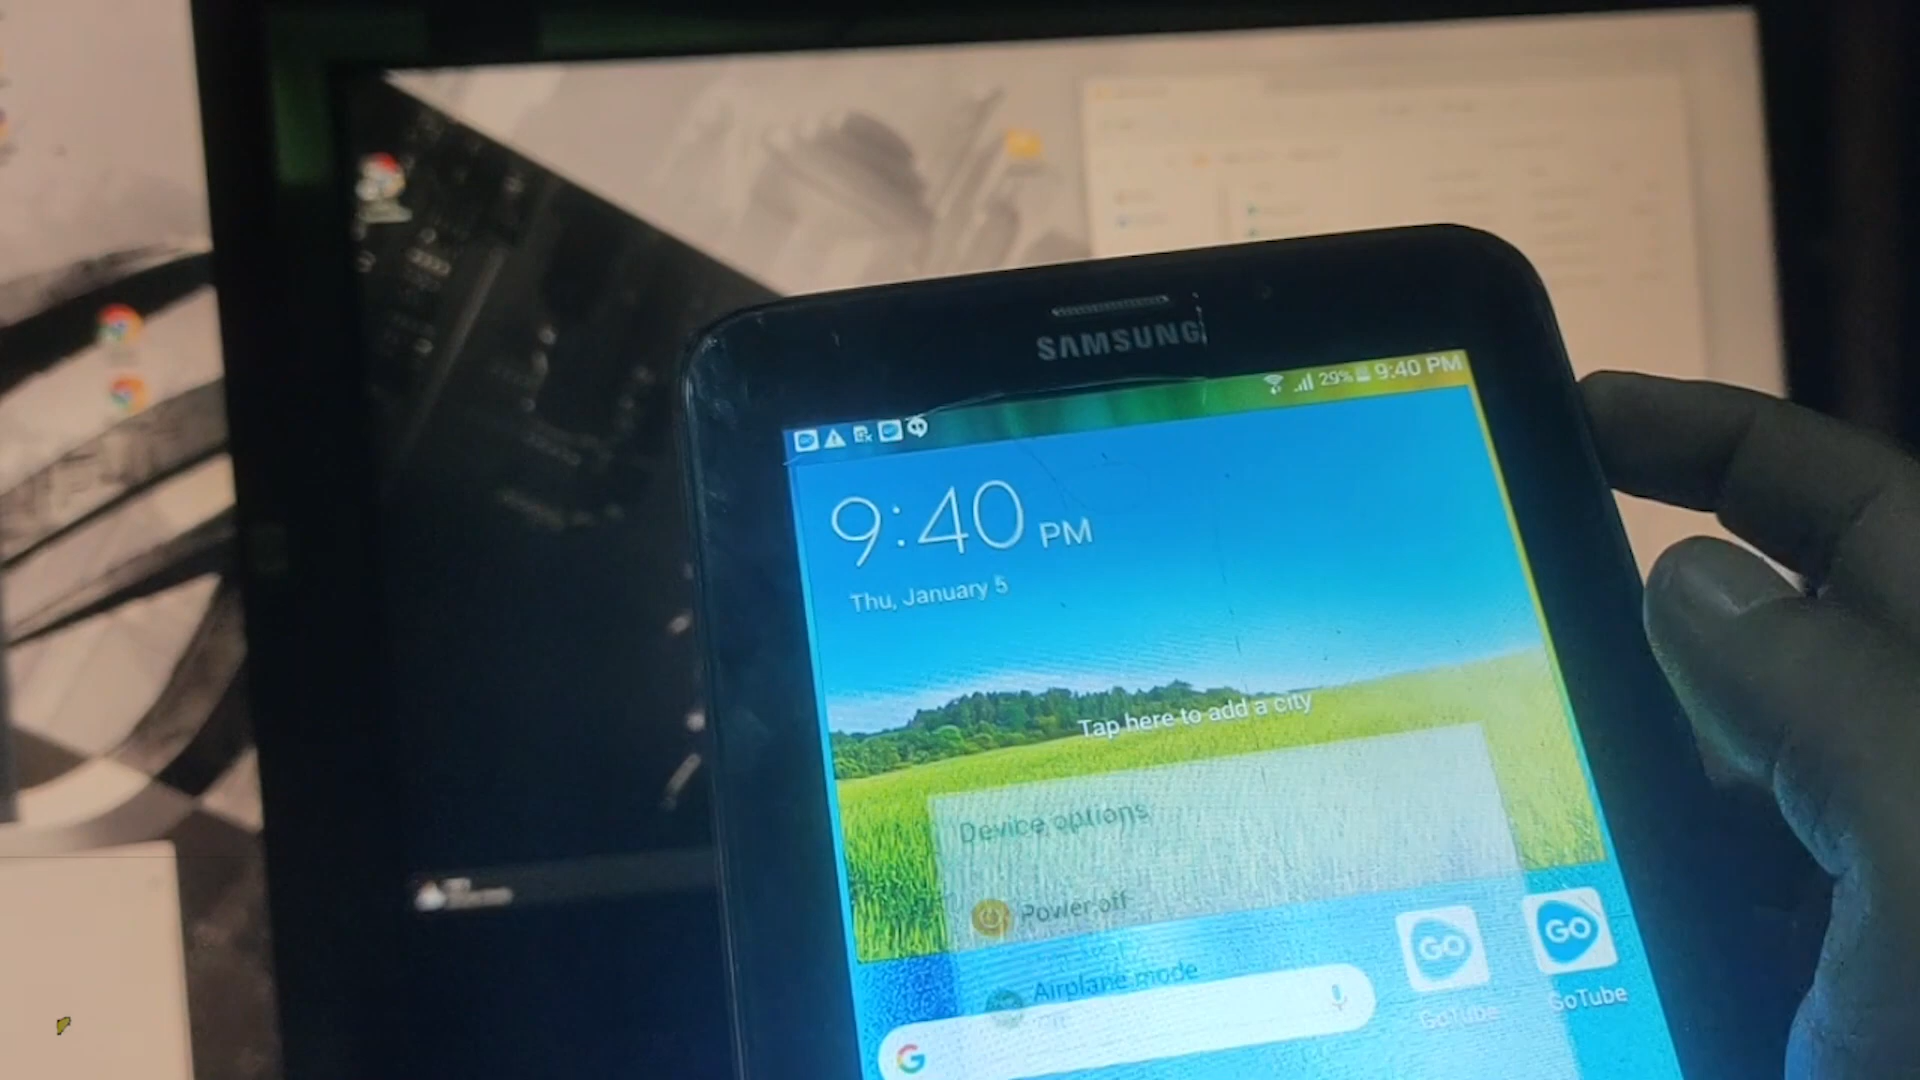 SAMSUNG
29% 9:40 PM
9:40 PM
Thu, January 5
Tap here to add a city
Device options
Power off
Airplane mode
GO
GO
GoTube
GoTube
G